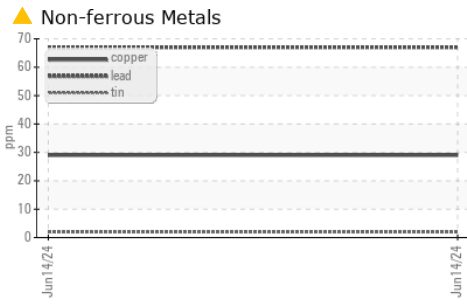 Non-ferrous Metals
70
60
50
40
30
20
10
0
ppm
copper
lead
tin
Jun14/24
Jun14/24